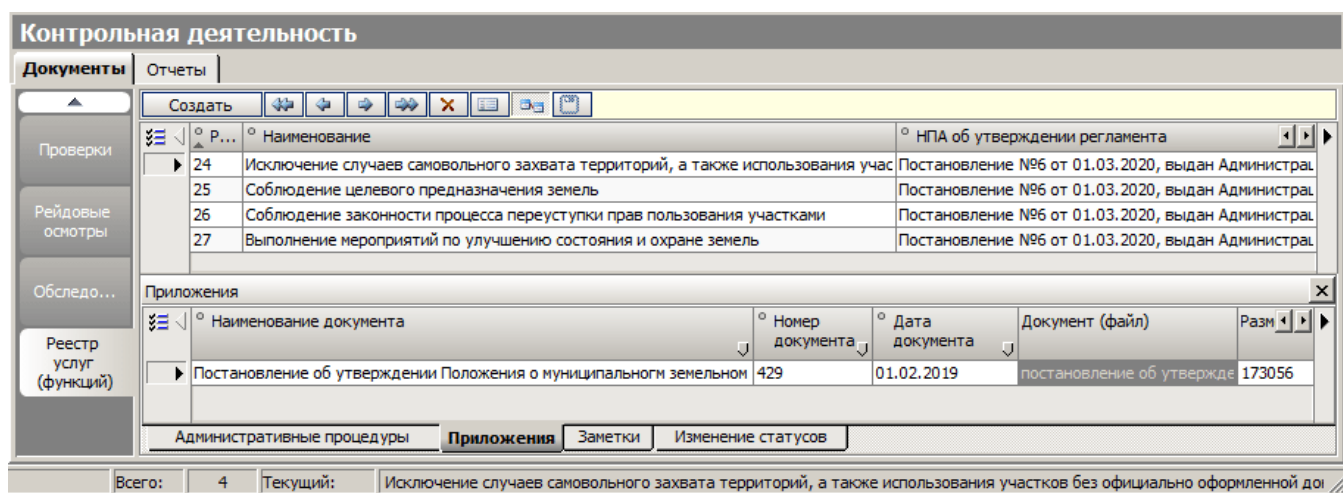 Контрольная деятельность
Документы Отчеты
Создать
Проверки
Рейдовые
осмотры
Обследо...
Реестр
услуг
(функций)
Р... Наименование НПА об утверждении регламента
24 Исключение случаев самовольного захвата территорий, а также использования учас Постановление №6 от 01.03.2020, выдан Администрац
25 Соблюдение целевого предназначения земель Постановление №6 от 01.03.2020, выдан Администрац
26 Соблюдение законности процесса переуступки прав пользования участками Постановление №6 от 01.03.2020, выдан Администрац
27 Выполнение мероприятий по улучшению состояния и охране земель Постановление №6 от 01.03.2020, выдан Администрац
Приложения
Наименование документа Номер документа Дата документа Документ (файл) Разм
Постановление об утверждении Положения о муниципальногм земельном 429 01.02.2019 постановление об утвержде 173056
Административные процедуры Приложения Заметки Изменение статусов
Всего: 4 Текущий: Исключение случаев самовольного захвата территорий, а также использования участков без официально оформленной дог